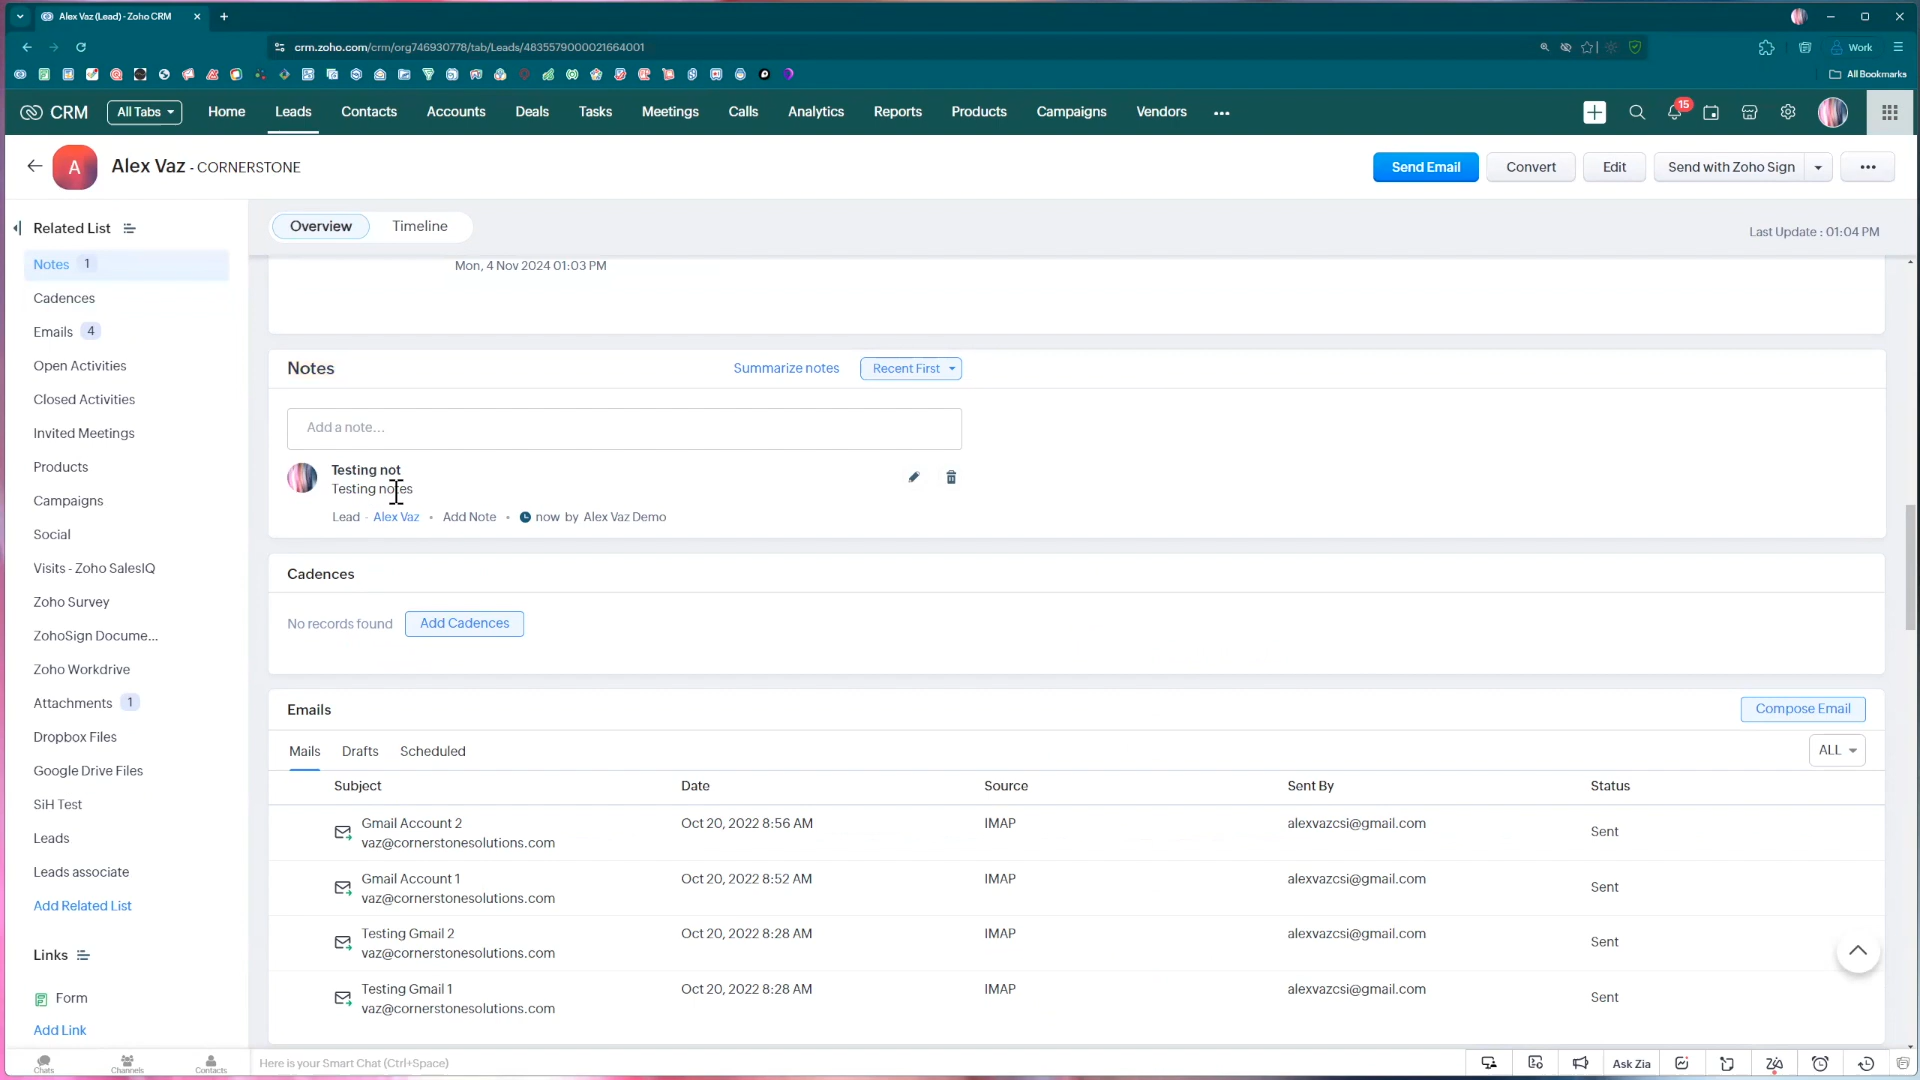 Alex Vaz (Lead) - Zoho CRM
crm.zoho.com/crm/org746930778/tab/Leads/4835579000021664001
Work
All Bookmarks
CRM
All Tabs
Home
Leads
Contacts
Accounts
Deals
Tasks
Meetings
Calls
Analytics
Reports
Products
Campaigns
Vendors
15
A
Alex Vaz - CORNERSTONE
Send Email
Convert
Edit
Send with Zoho Sign
Related List
Notes 1
Cadences
Emails 4
Open Activities
Closed Activities
Invited Meetings
Products
Campaigns
Social
Visits - Zoho SalesIQ
Zoho Survey
ZohoSign Docume...
Zoho Workdrive
Attachments 1
Dropbox Files
Google Drive Files
SiH Test
Leads
Leads associate
Add Related List
Links
Form
Add Link
Overview
Timeline
Last Update : 01:04 PM
Mon, 4 Nov 2024 01:03 PM
Notes
Summarize notes
Recent First
Add a note...
Testing not
Testing notes
Lead - Alex Vaz • Add Note • now by Alex Vaz Demo
Cadences
No records found
Add Cadences
Emails
Compose Email
Mails
Drafts
Scheduled
ALL
Subject Date Source Sent By Status
Gmail Account 2 Oct 20, 2022 8:56 AM IMAP alexvazcsi@gmail.com Sent
vaz@cornerstonesolutions.com
Gmail Account 1 Oct 20, 2022 8:52 AM IMAP alexvazcsi@gmail.com Sent
vaz@cornerstonesolutions.com
Testing Gmail 2 Oct 20, 2022 8:28 AM IMAP alexvazcsi@gmail.com Sent
vaz@cornerstonesolutions.com
Testing Gmail 1 Oct 20, 2022 8:28 AM IMAP alexvazcsi@gmail.com Sent
vaz@cornerstonesolutions.com
Chats
Channels
Contacts
Here is your Smart Chat (Ctrl+Space)
Ask Zia